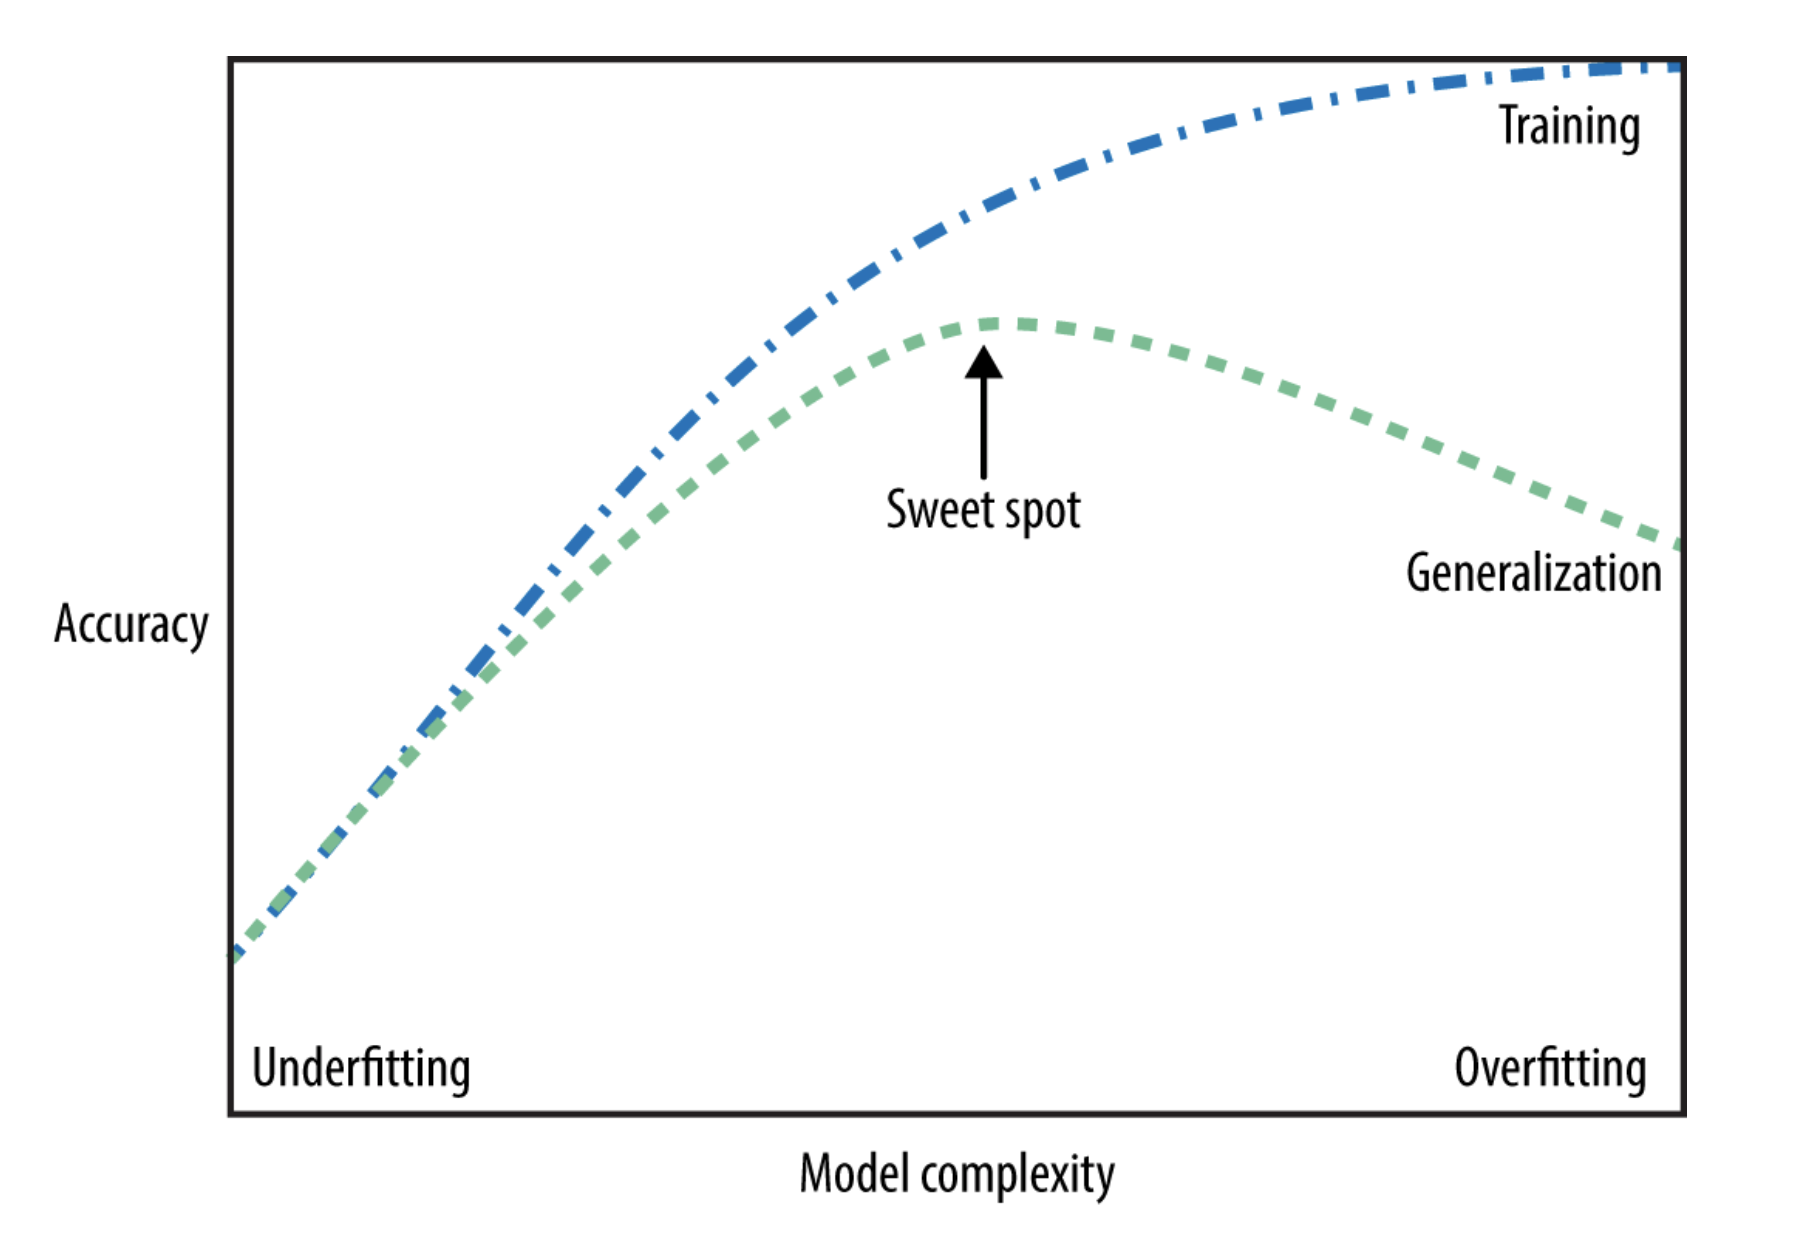 Training
Sweet spot
Generalization
Accuracy
Underfitting
Overfitting
Model complexity